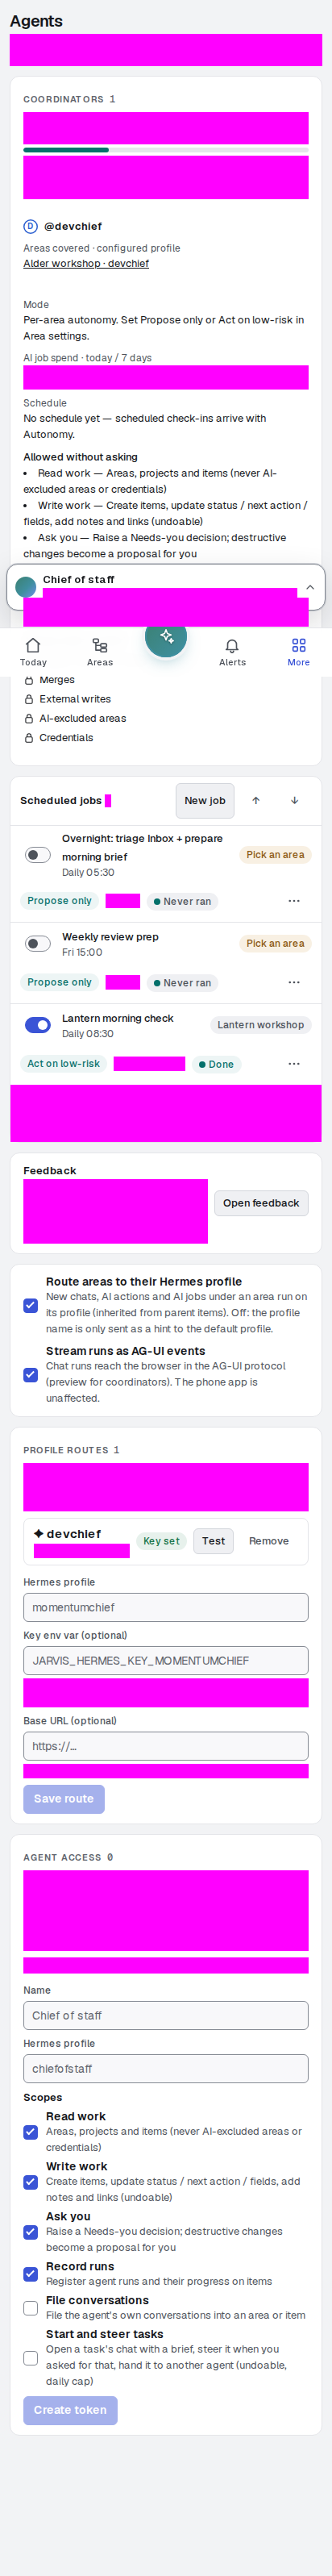 Agents
COORDINATORS 1
D @devchief
Areas covered · configured profile
Alder workshop · devchief
Mode
Per-area autonomy. Set Propose only or Act on low-risk in
Area settings.
AI job spend · today / 7 days
Schedule
No schedule yet — scheduled check-ins arrive with
Autonomy.
Allowed without asking
• Read work — Areas, projects and items (never AI-
excluded areas or credentials)
• Write work — Create items, update status / next action /
fields, add notes and links (undoable)
• Ask you — Raise a Needs-you decision; destructive
changes become a proposal for you
Chief of staff
Today
Areas
Alerts
More
Merges
External writes
AI-excluded areas
Credentials
Scheduled jobs
New job
↑
↓
Overnight: triage Inbox + prepare
morning brief
Daily 05:30
Pick an area
Propose only
Never ran
Weekly review prep
Fri 15:00
Pick an area
Propose only
Never ran
Lantern morning check
Daily 08:30
Lantern workshop
Act on low-risk
Done
Feedback
Open feedback
Route areas to their Hermes profile
New chats, AI actions and AI jobs under an area run on
its profile (inherited from parent items). Off: the profile
name is only sent as a hint to the default profile.
Stream runs as AG-UI events
Chat runs reach the browser in the AG-UI protocol
(preview for coordinators). The phone app is
unaffected.
PROFILE ROUTES 1
✦ devchief
Key set
Test
Remove
Hermes profile
momentumchief
Key env var (optional)
JARVIS_HERMES_KEY_MOMENTUMCHIEF
Base URL (optional)
https://…
Save route
AGENT ACCESS 0
Name
Chief of staff
Hermes profile
chiefofstaff
Scopes
Read work
Areas, projects and items (never AI-excluded areas or
credentials)
Write work
Create items, update status / next action / fields, add
notes and links (undoable)
Ask you
Raise a Needs-you decision; destructive changes
become a proposal for you
Record runs
Register agent runs and their progress on items
File conversations
File the agent's own conversations into an area or item
Start and steer tasks
Open a task's chat with a brief, steer it when you
asked for that, hand it to another agent (undoable,
daily cap)
Create token